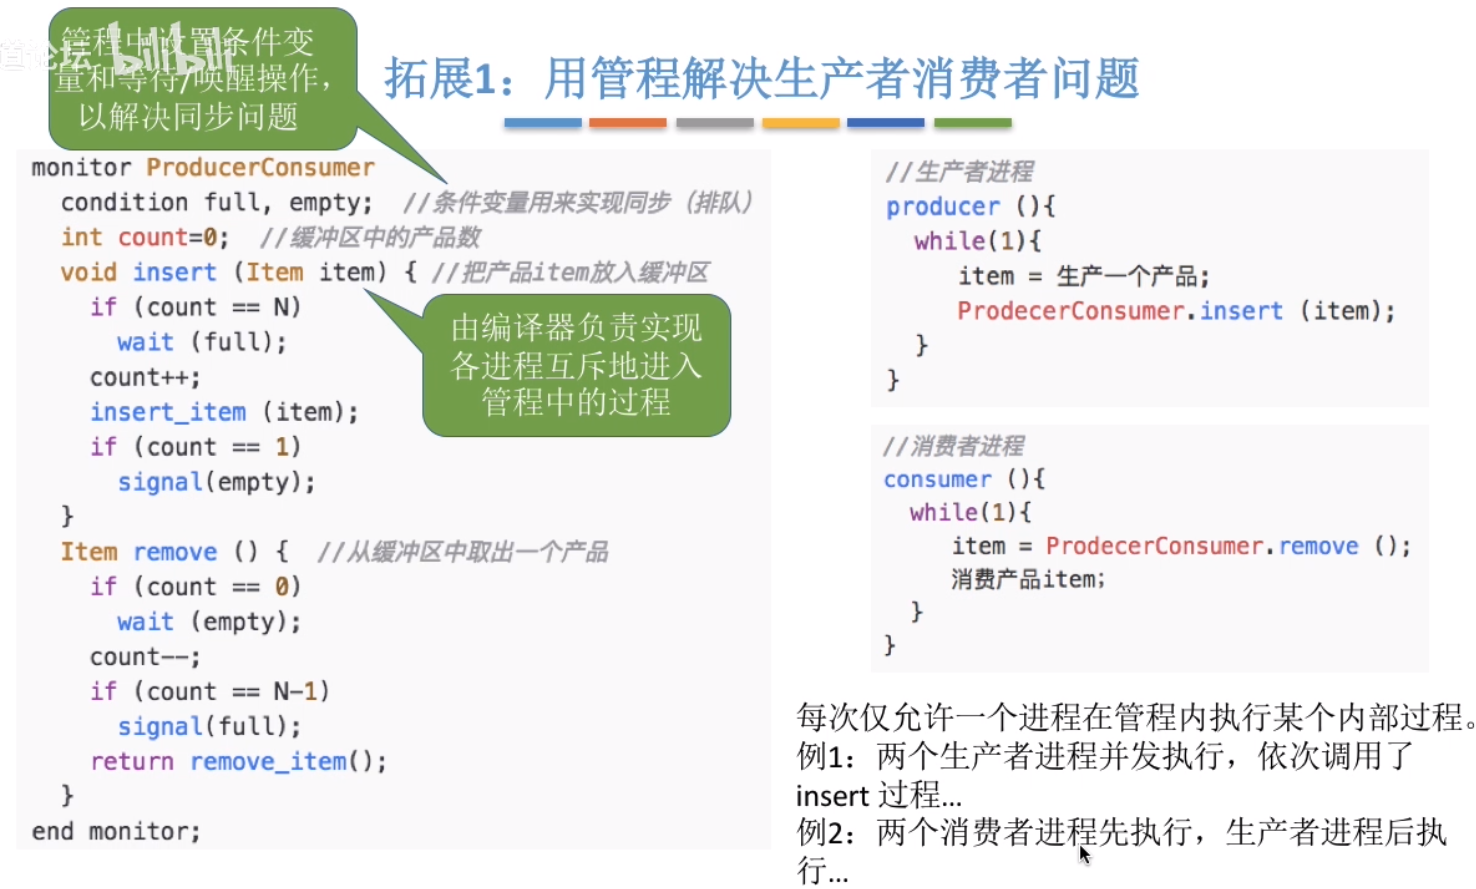 管程中设置条件变
量和等待/唤醒操作，
以解决同步问题
bilibili
拓展1：用管程解决生产者消费者问题
monitor ProducerConsumer
condition full, empty; //条件变量用来实现同步（排队）
int count=0; //缓冲区中的产品数
void insert (Item item) { //把产品item放入缓冲区
if (count == N)
wait (full);
count++;
insert_item (item);
if (count == 1)
signal(empty);
}
由编译器负责实现
各进程互斥地进入
管程中的过程
Item remove () { //从缓冲区中取出一个产品
if (count == 0)
wait (empty);
count--;
if (count == N-1)
signal(full);
return remove_item();
}
end monitor;
//生产者进程
producer (){
while(1){
item = 生产一个产品;
ProdecerConsumer.insert (item);
}
}
//消费者进程
consumer (){
while(1){
item = ProdecerConsumer.remove ();
消费产品item;
}
}
每次仅允许一个进程在管程内执行某个内部过程。
例1：两个生产者进程并发执行，依次调用了
insert 过程...
例2：两个消费者进程先执行，生产者进程后执
行...